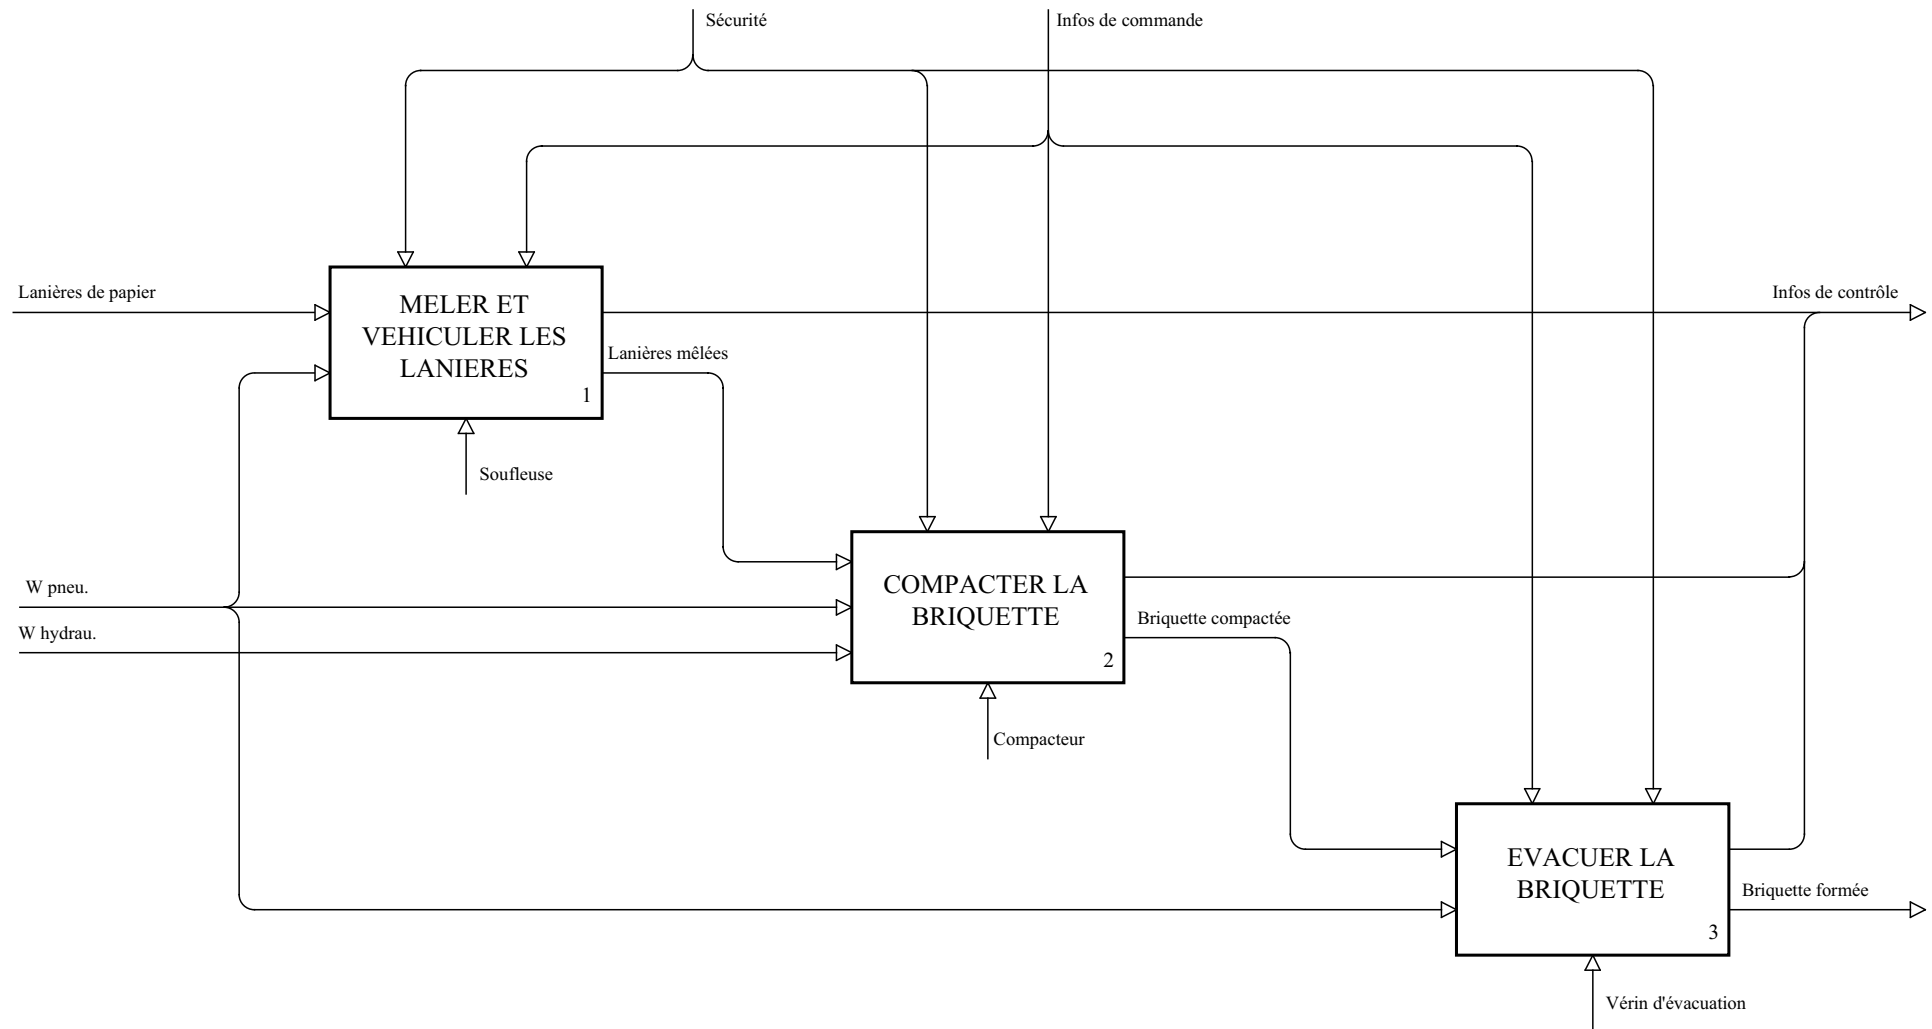 Sécurité
Infos de commande
Lanières de papier
MELER ET
VEHICULER LES
LANIERES
1
Infos de contrôle
Lanières mêlées
Soufleuse
W pneu.
W hydrau.
COMPACTER LA
BRIQUETTE
2
Briquette compactée
Compacteur
EVACUER LA
BRIQUETTE
3
Briquette formée
Vérin d'évacuation